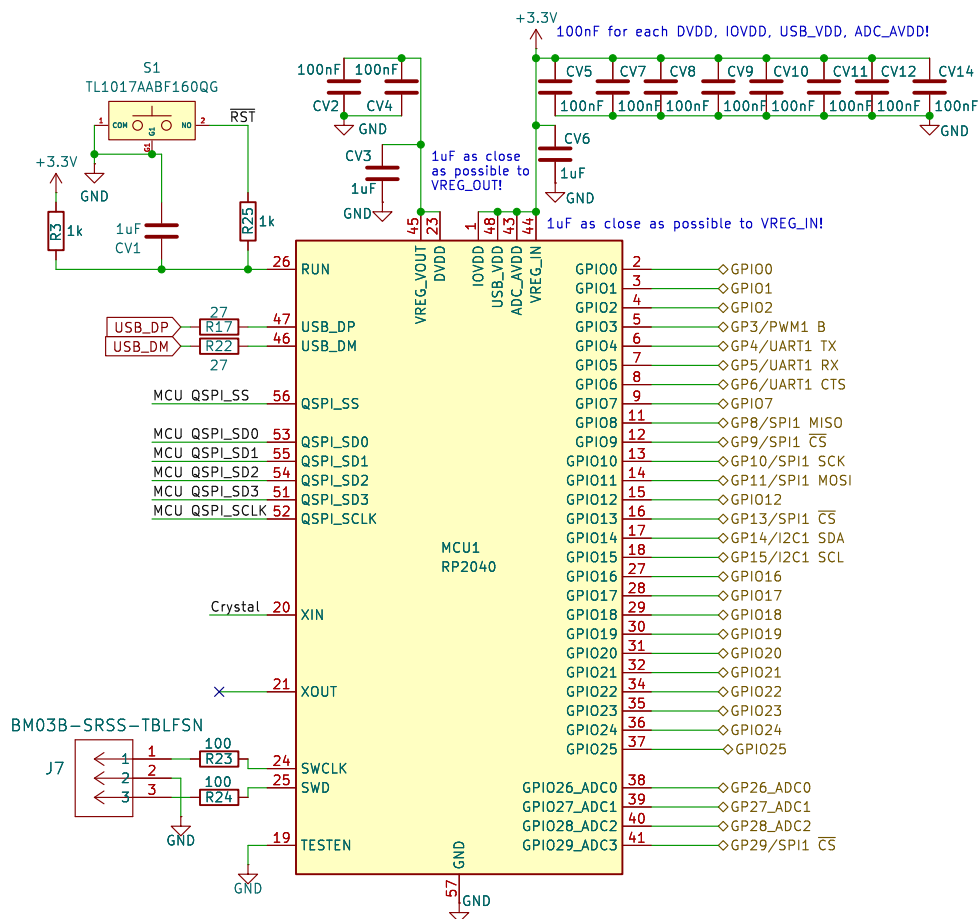 +3.3V
100nF for each DVDD, IOVDD, USB_VDD, ADC_AVDD!
S1
TL1017AABF160QG
1
COM
G1
NO
2
G1
RST
+3.3V
GND
R3
1k
1uF
CV1
R25
1k
100nF
100nF
CV2
CV4
GND
CV3
1uF
GND
1uF as close
as possible to
VREG_OUT!
CV5
CV7
CV8
CV9
CV10
CV11
CV12
CV14
100nF
100nF
100nF
100nF
100nF
100nF
100nF
100nF
GND
CV6
1uF
GND
1uF as close as possible to VREG_IN!
45
23
1
48
43
44
VREG_VOUT
DVDD
IOVDD
USB_VDD
ADC_AVDD
VREG_IN
26
RUN
27
USB_DP
R17
47
USB_DP
USB_DM
R22
46
USB_DM
27
MCU QSPI_SS
56
QSPI_SS
MCU QSPI_SD0
53
QSPI_SD0
MCU QSPI_SD1
55
QSPI_SD1
MCU QSPI_SD2
54
QSPI_SD2
MCU QSPI_SD3
51
QSPI_SD3
MCU QSPI_SCLK
52
QSPI_SCLK
MCU1
RP2040
Crystal
20
XIN
21
XOUT
BM03B-SRSS-TBLFSN
J7
1
1
2
2
3
3
100
R23
24
SWCLK
100
R24
25
SWD
GND
19
TESTEN
GND
GND
57
GND
GPIO0
2
GPIO0
GPIO1
3
GPIO1
GPIO2
4
GPIO2
GPIO3
5
GP3/PWM1 B
GPIO4
6
GP4/UART1 TX
GPIO5
7
GP5/UART1 RX
GPIO6
8
GP6/UART1 CTS
GPIO7
9
GPIO7
GPIO8
11
GP8/SPI1 MISO
GPIO9
12
GP9/SPI1 CS
GPIO10
13
GP10/SPI1 SCK
GPIO11
14
GP11/SPI1 MOSI
GPIO12
15
GPIO12
GPIO13
16
GP13/SPI1 CS
GPIO14
17
GP14/I2C1 SDA
GPIO15
18
GP15/I2C1 SCL
GPIO16
27
GPIO16
GPIO17
28
GPIO17
GPIO18
29
GPIO18
GPIO19
30
GPIO19
GPIO20
31
GPIO20
GPIO21
32
GPIO21
GPIO22
34
GPIO22
GPIO23
35
GPIO23
GPIO24
36
GPIO24
GPIO25
37
GPIO25
GPIO26_ADC0
38
GP26_ADC0
GPIO27_ADC1
39
GP27_ADC1
GPIO28_ADC2
40
GP28_ADC2
GPIO29_ADC3
41
GP29/SPI1 CS